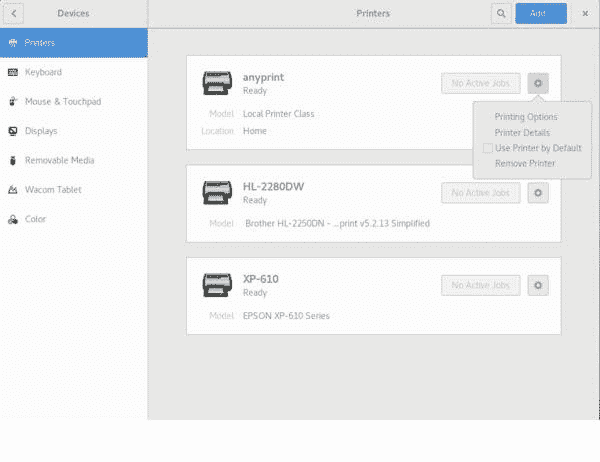 Devices
Printers
Add
Printers
Keyboard
Mouse & Touchpad
Displays
Removable Media
Wacom Tablet
Color
anyprint
Ready
No Active Jobs
Model Local Printer Class
Location Home
Printing Options
Printer Details
Use Printer by Default
Remove Printer
HL-2280DW
Ready
No Active Jobs
Model Brother HL-2250DN - ...print v5.2.13 Simplified
XP-610
Ready
No Active Jobs
Model EPSON XP-610 Series